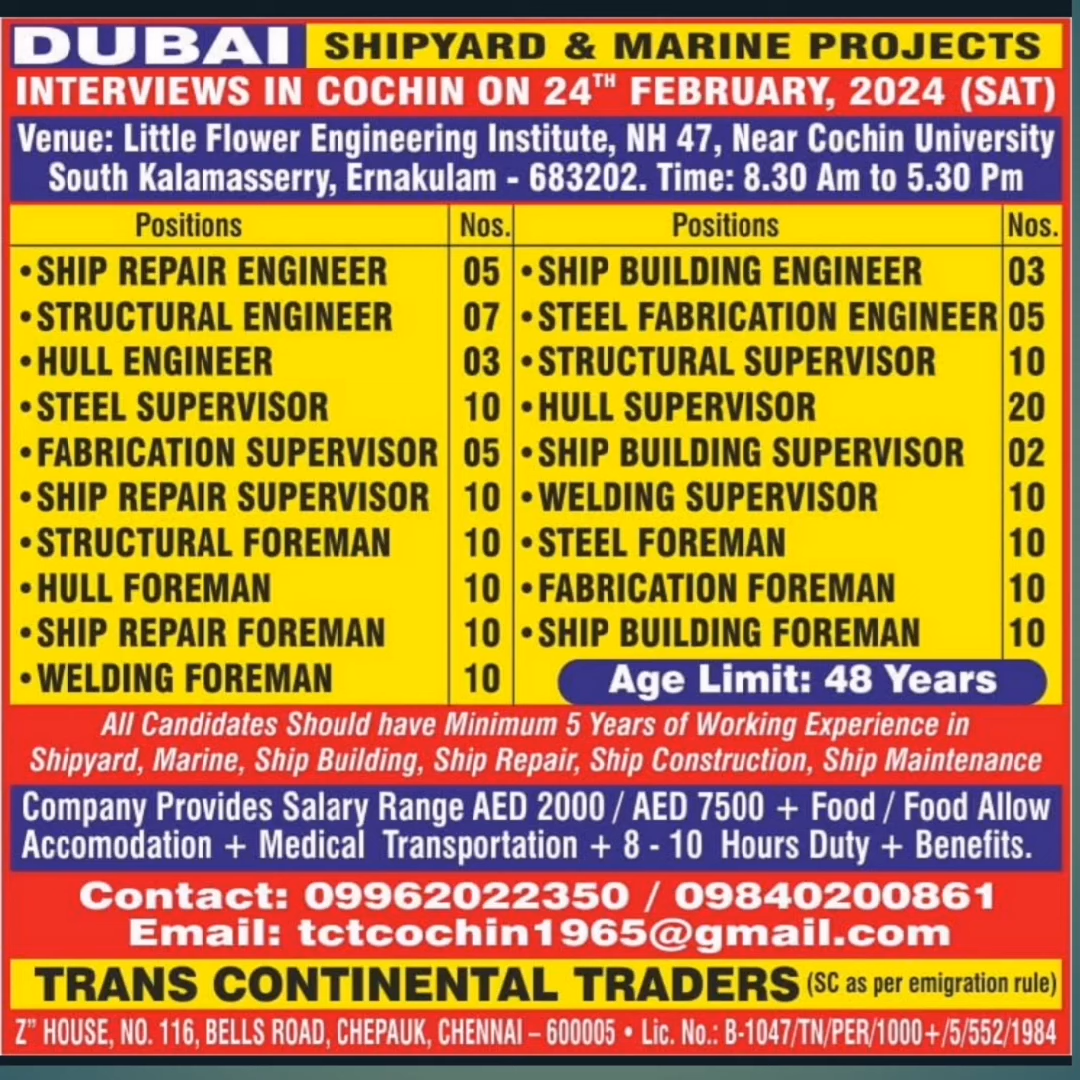 DUBAI SHIPYARD & MARINE PROJECTS
INTERVIEWS IN COCHIN ON 24TH FEBRUARY, 2024 (SAT)
Venue: Little Flower Engineering Institute, NH 47, Near Cochin University
South Kalamasserry, Ernakulam - 683202. Time: 8.30 Am to 5.30 Pm
Positions Nos. Positions Nos.
• SHIP REPAIR ENGINEER 05 • SHIP BUILDING ENGINEER 03
• STRUCTURAL ENGINEER 07 • STEEL FABRICATION ENGINEER 05
• HULL ENGINEER 03 • STRUCTURAL SUPERVISOR 10
• STEEL SUPERVISOR 10 • HULL SUPERVISOR 20
• FABRICATION SUPERVISOR 05 • SHIP BUILDING SUPERVISOR 02
• SHIP REPAIR SUPERVISOR 10 • WELDING SUPERVISOR 10
• STRUCTURAL FOREMAN 10 • STEEL FOREMAN 10
• HULL FOREMAN 10 • FABRICATION FOREMAN 10
• SHIP REPAIR FOREMAN 10 • SHIP BUILDING FOREMAN 10
• WELDING FOREMAN 10 Age Limit: 48 Years
All Candidates Should have Minimum 5 Years of Working Experience in
Shipyard, Marine, Ship Building, Ship Repair, Ship Construction, Ship Maintenance
Company Provides Salary Range AED 2000 / AED 7500 + Food / Food Allow
Accomodation + Medical Transportation + 8 - 10 Hours Duty + Benefits.
Contact: 09962022350 / 09840200861
Email: tctcochin1965@gmail.com
TRANS CONTINENTAL TRADERS (SC as per emigration rule)
Z” HOUSE, NO. 116, BELLS ROAD, CHEPAUK, CHENNAI – 600005 • Lic. No.: B-1047/TN/PER/1000+/5/552/1984